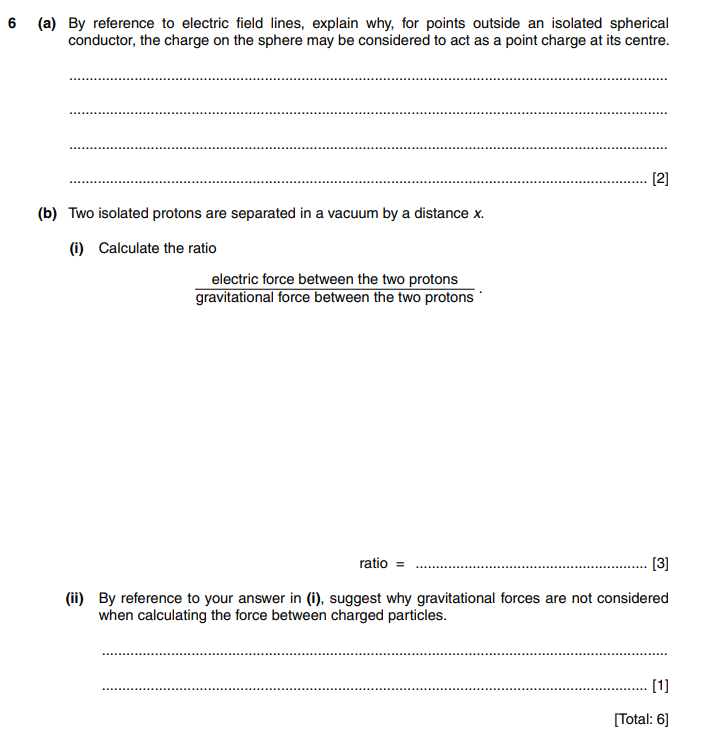 6 (a) By reference to electric field lines, explain why, for points outside an isolated spherical
conductor, the charge on the sphere may be considered to act as a point charge at its centre.
..........................................................................................................................................
..........................................................................................................................................
..........................................................................................................................................
..................................................................................................................................... [2]
(b) Two isolated protons are separated in a vacuum by a distance x.
(i) Calculate the ratio
electric force between the two protons
gravitational force between the two protons .
ratio = ......................................................... [3]
(ii) By reference to your answer in (i), suggest why gravitational forces are not considered
when calculating the force between charged particles.
..................................................................................................................................
............................................................................................................................. [1]
[Total: 6]